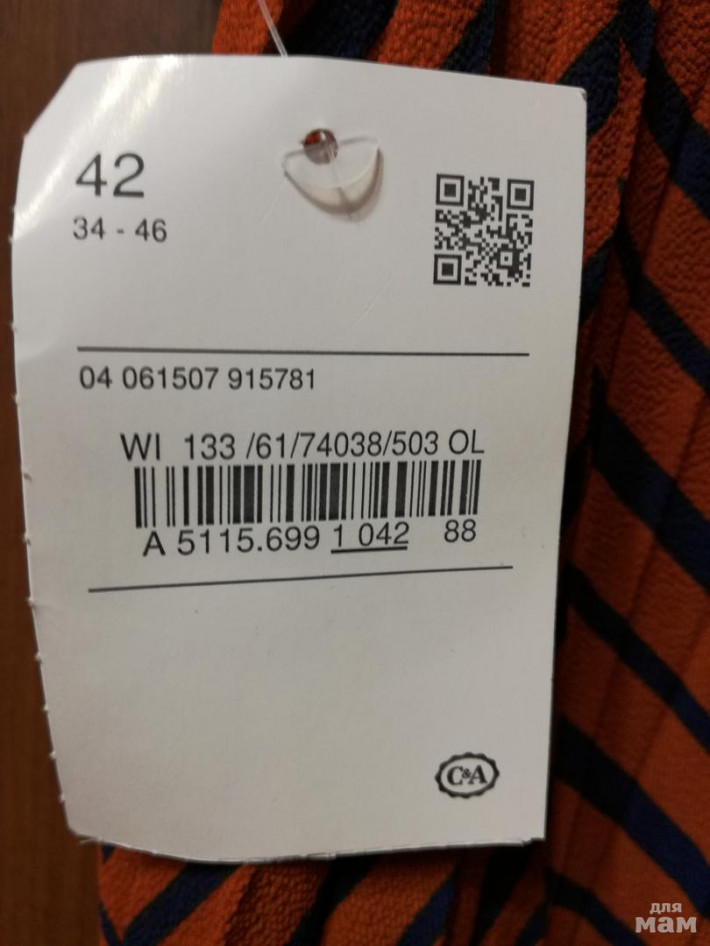 42
34 - 46
04 061507 915781
WI 133 /61/74038/503 OL
A 5115.699 1 042 88
C&A
для
мам